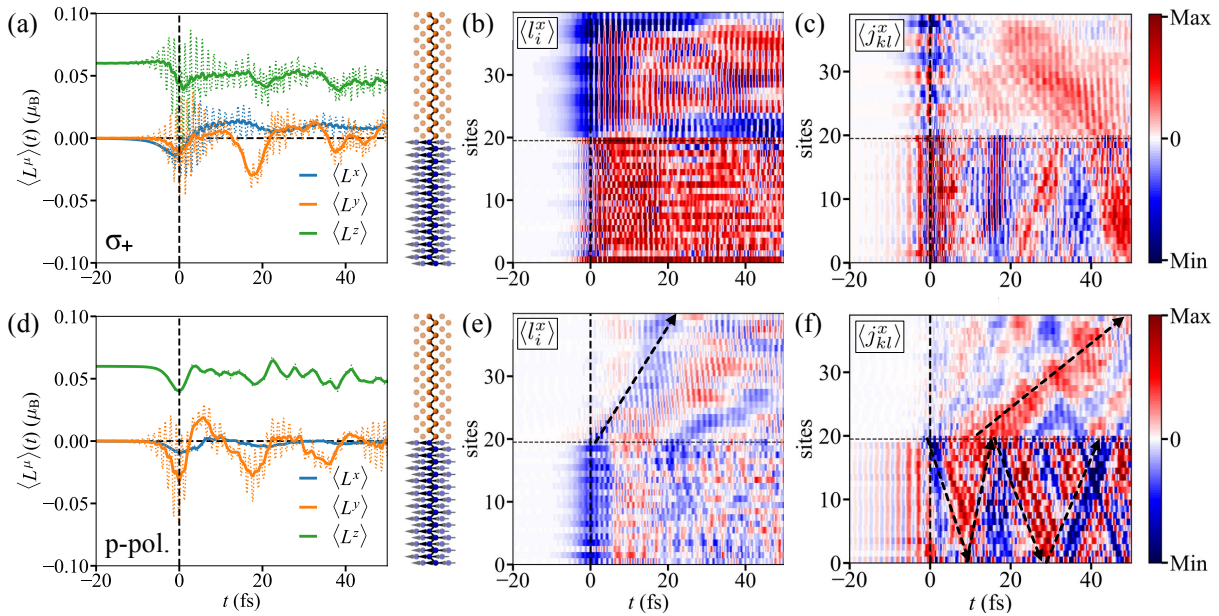 (a)
0.10
0.05
0.00
−0.05
−0.10
⟨L^μ⟩(t) (μ_B)
⟨L^x⟩
⟨L^y⟩
⟨L^z⟩
σ₊
−20 0 20 40
(b)
⟨l_i^x⟩
sites
30
20
10
0
−20 0 20 40
(c)
⟨j_kl^x⟩
sites
30
20
10
0
−20 0 20 40
Max
0
Min
(d)
0.10
0.05
0.00
−0.05
−0.10
⟨L^μ⟩(t) (μ_B)
⟨L^x⟩
⟨L^y⟩
⟨L^z⟩
p-pol.
−20 0 20 40
t (fs)
(e)
⟨l_i^x⟩
sites
30
20
10
0
−20 0 20 40
t (fs)
(f)
⟨j_kl^x⟩
sites
30
20
10
0
−20 0 20 40
t (fs)
Max
0
Min